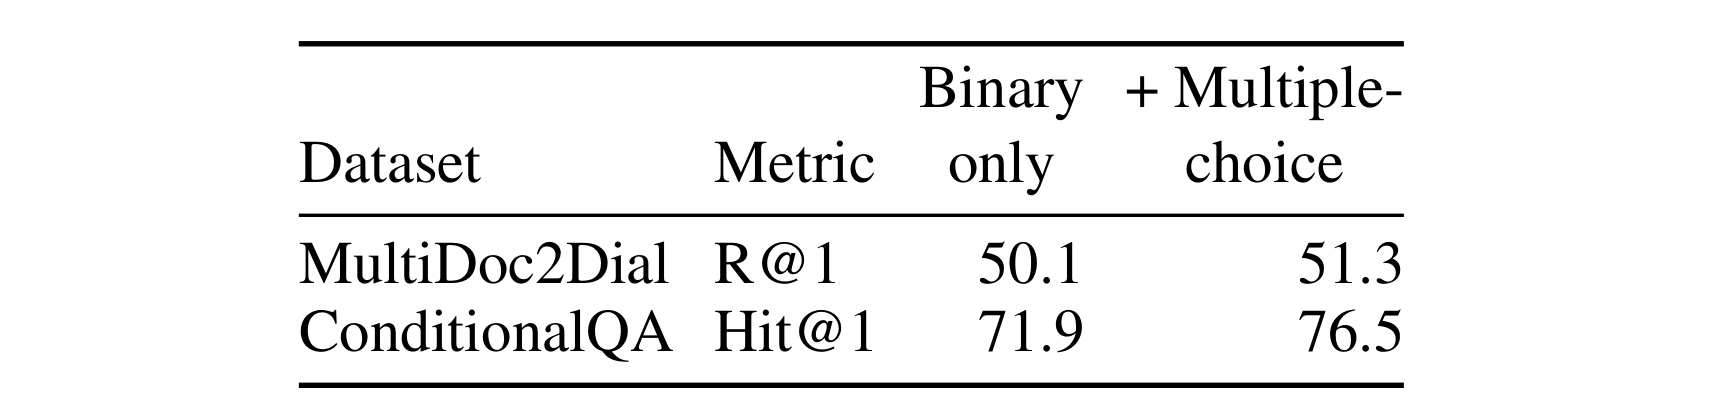 Binary + Multiple-
Dataset Metric only choice
MultiDoc2Dial R@1 50.1 51.3
ConditionalQA Hit@1 71.9 76.5